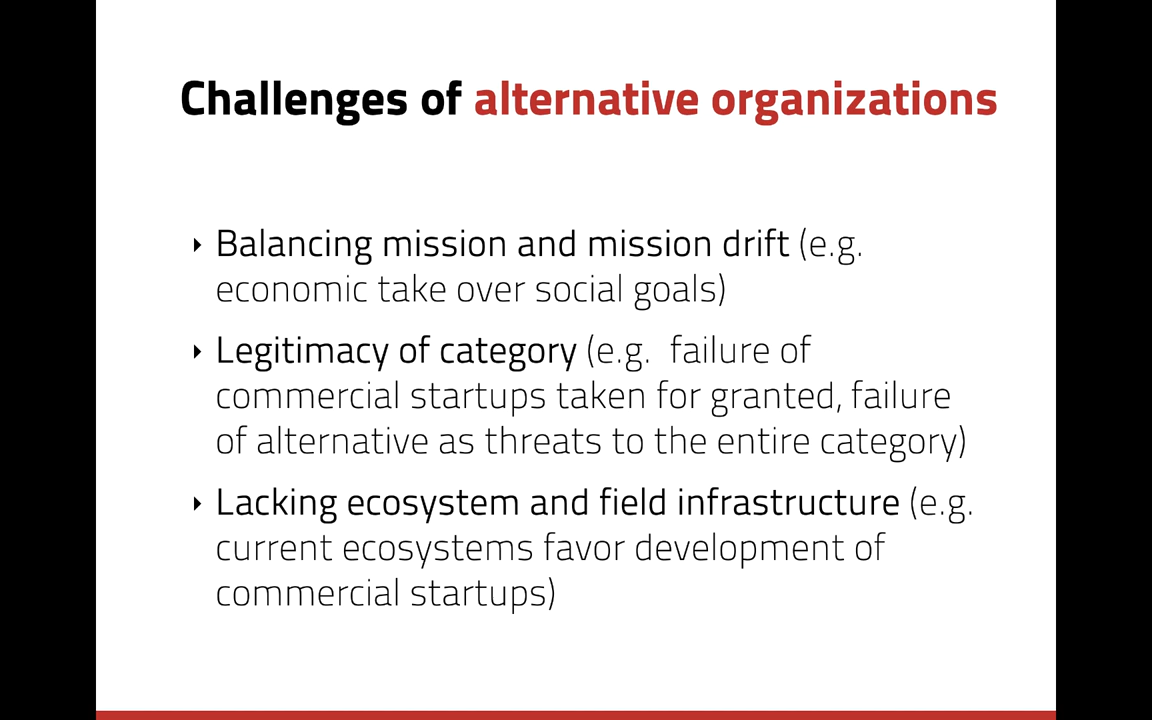 Challenges of alternative organizations
Balancing mission and mission drift (e.g.
economic take over social goals)
Legitimacy of category (e.g.  failure of
commercial startups taken for granted, failure
of alternative as threats to the entire category)
Lacking ecosystem and field infrastructure (e.g.
current ecosystems favor development of
commercial startups)